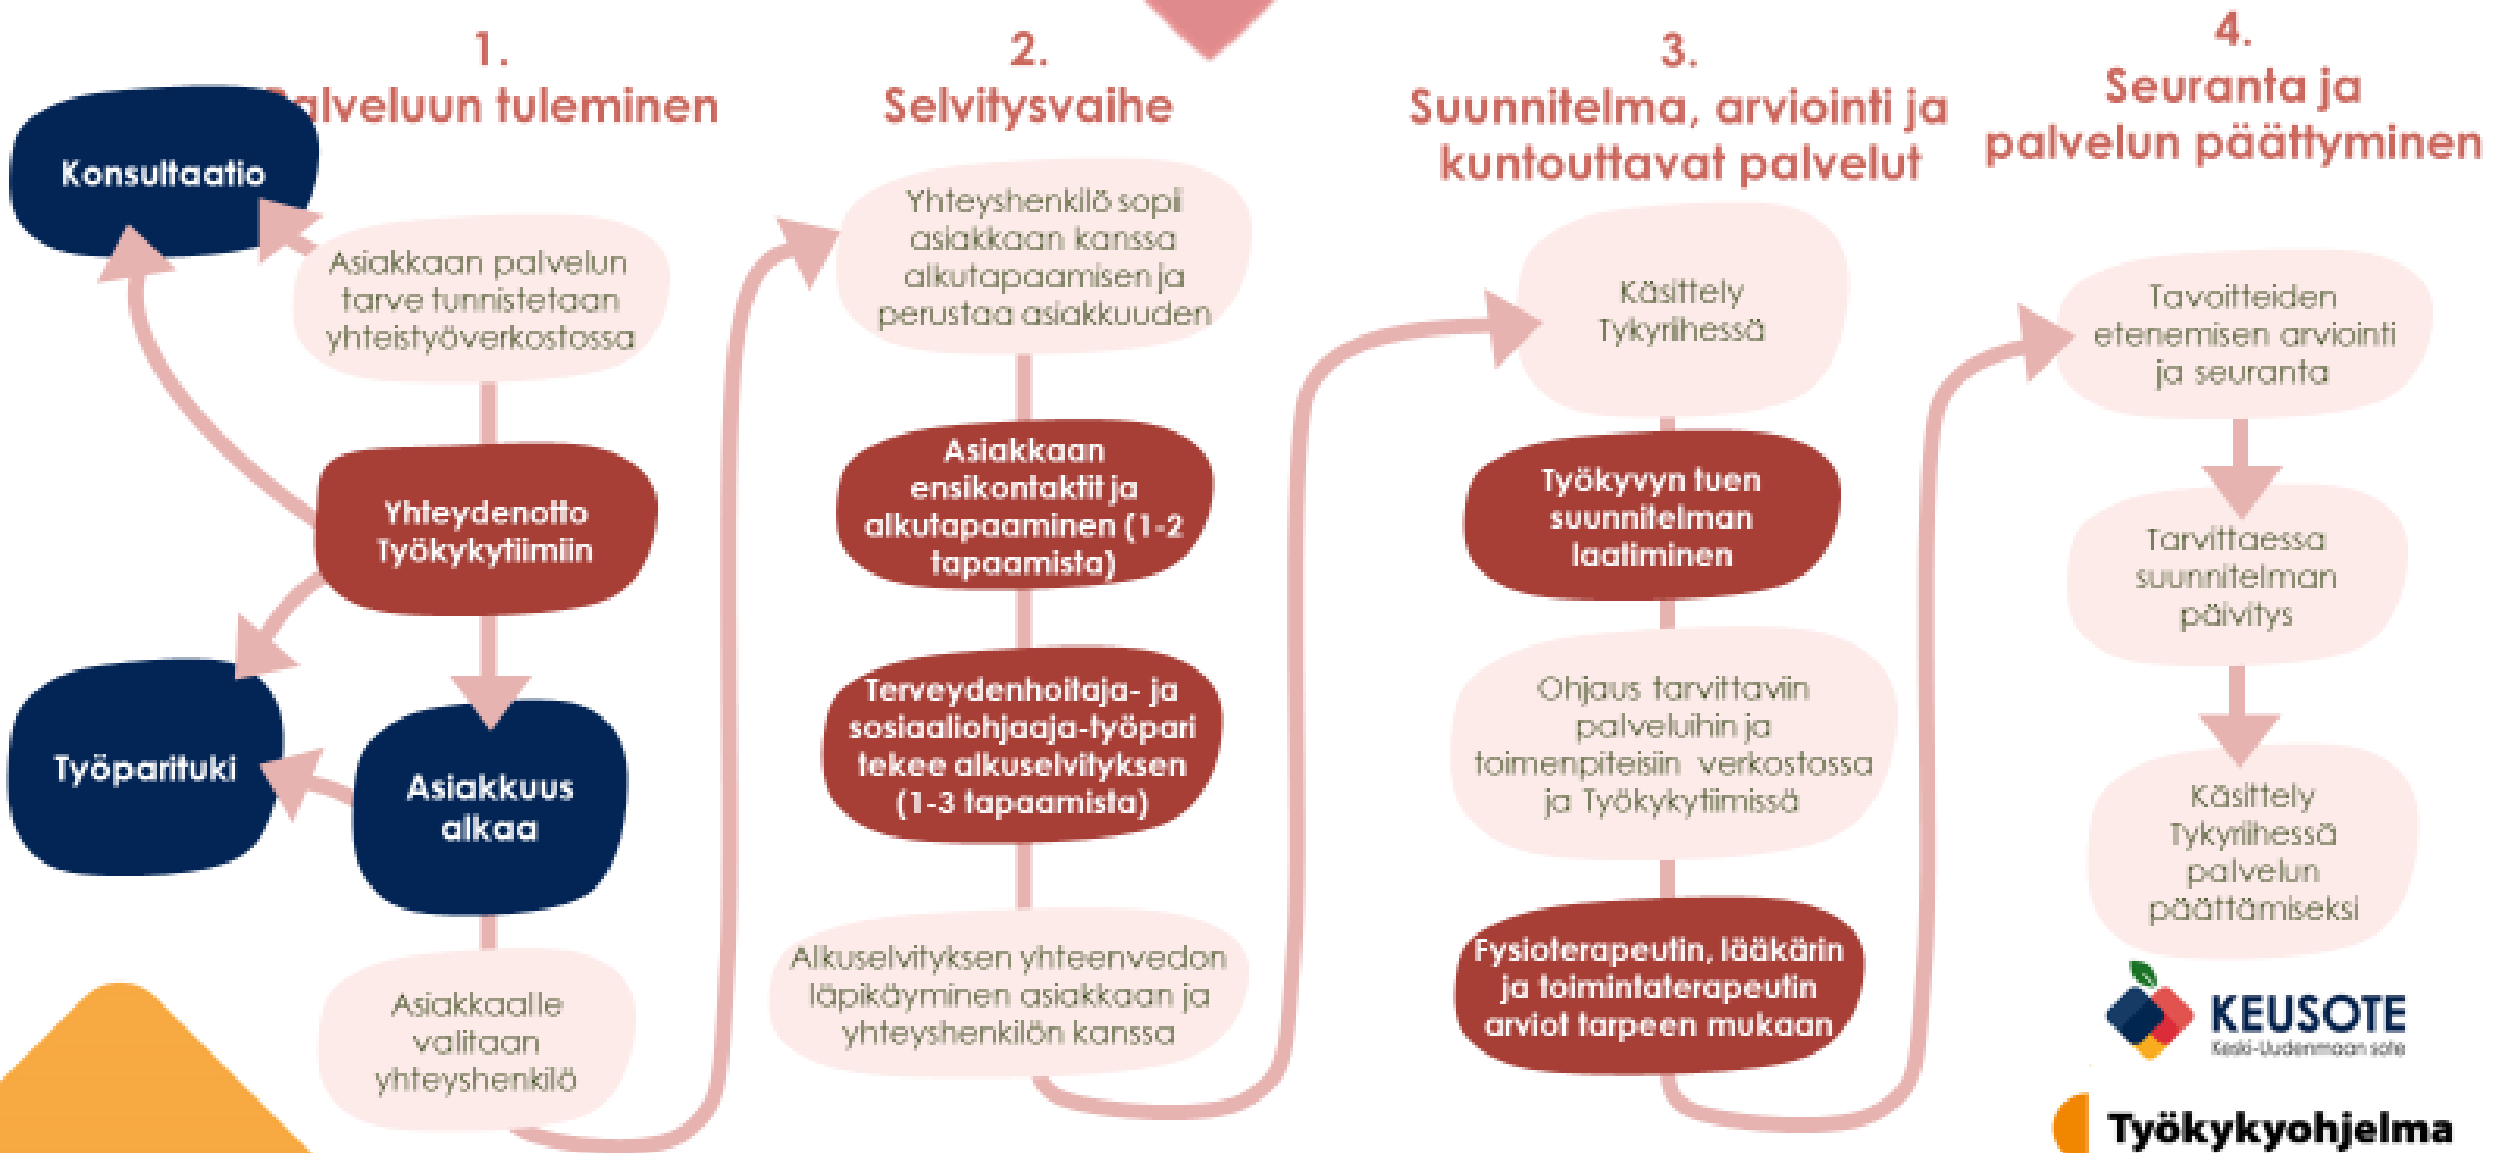 1.
Palveluun tuleminen
Konsultaatio
Asiakkaan palvelun
tarve tunnistetaan
yhteistyöverkostossa
Yhteydenotto
Työkykytiimiin
Työparituki
Asiakkuus
alkaa
Asiakkaalle
valitaan
yhteyshenkilö
2.
Selvitysvaihe
Yhteyshenkilö sopii
asiakkaan kanssa
alkutapaamisen ja
perustaa asiakkuuden
Asiakkaan
ensikontaktit ja
alkutapaaminen (1-2
tapaamista)
Terveydenhoitaja- ja
sosiaaliohjaaja-työpari
tekee alkuselvityksen
(1-3 tapaamista)
Alkuselvityksen yhteenvedon
läpikäyminen asiakkaan ja
yhteyshenkilön kanssa
3.
Suunnitelma, arviointi ja
kuntouttavat palvelut
Käsittely
Tykyriihessä
Työkyvyn tuen
suunnitelman
laatiminen
Ohjaus tarvittaviin
palveluihin ja
toimenpiteisiin verkostossa
ja Työkykytiimissä
Fysioterapeutin, lääkärin
ja toimintaterapeutin
arviot tarpeen mukaan
4.
Seuranta ja
palvelun päättyminen
Tavoitteiden
etenemisen arviointi
ja seuranta
Tarvittaessa
suunnitelman
päivitys
Käsittely
Tykyriihessä
palvelun
päättämiseksi
KEUSOTE
Keski-Uudenmaan sote
Työkykyohjelma